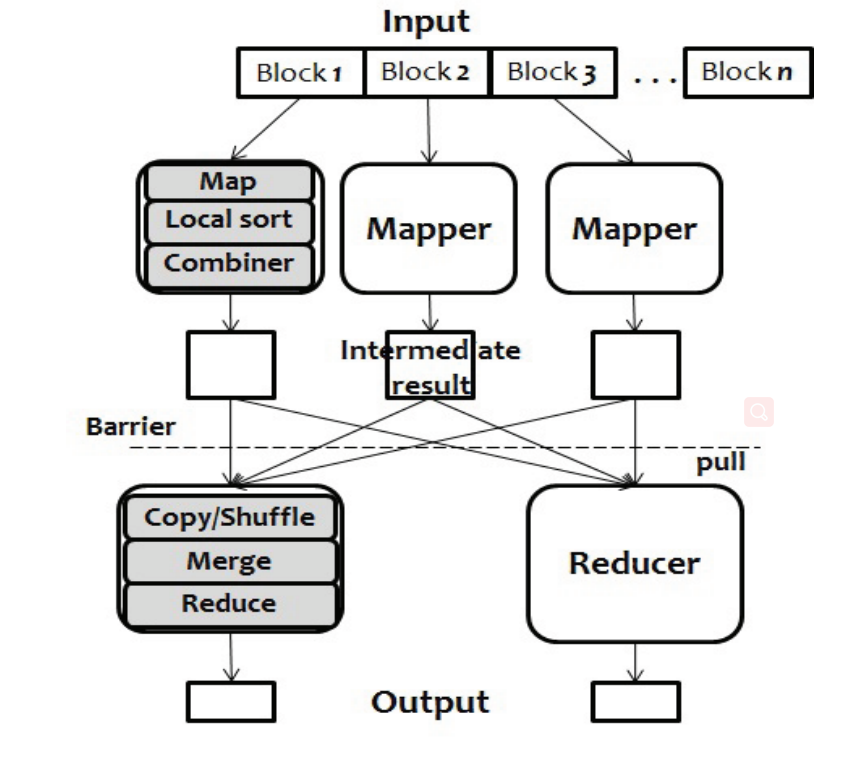 Input
Block 1 Block 2 Block 3 ... Block n
Map
Local sort
Combiner
Mapper
Mapper
Intermediate
result
Barrier
pull
Copy/Shuffle
Merge
Reduce
Reducer
Output